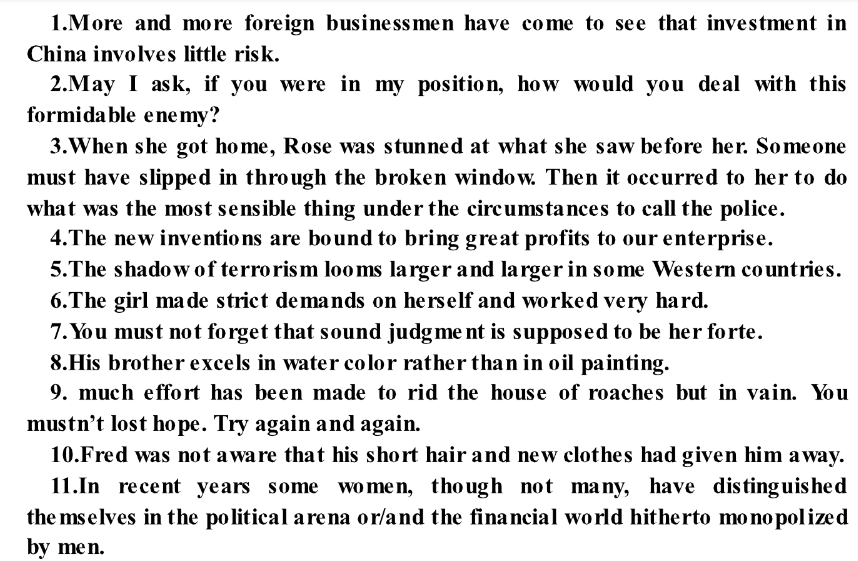 1.More and more foreign businessmen have come to see that investment in
China involves little risk.
2.May I ask, if you were in my position, how would you deal with this
formidable enemy?
3.When she got home, Rose was stunned at what she saw before her. Someone
must have slipped in through the broken window. Then it occurred to her to do
what was the most sensible thing under the circumstances to call the police.
4.The new inventions are bound to bring great profits to our enterprise.
5.The shadow of terrorism looms larger and larger in some Western countries.
6.The girl made strict demands on herself and worked very hard.
7.You must not forget that sound judgment is supposed to be her forte.
8.His brother excels in water color rather than in oil painting.
9. much effort has been made to rid the house of roaches but in vain. You
mustn't lost hope. Try again and again.
10.Fred was not aware that his short hair and new clothes had given him away.
11.In recent years some women, though not many, have distinguished
themselves in the political arena or/and the financial world hitherto monopolized
by men.